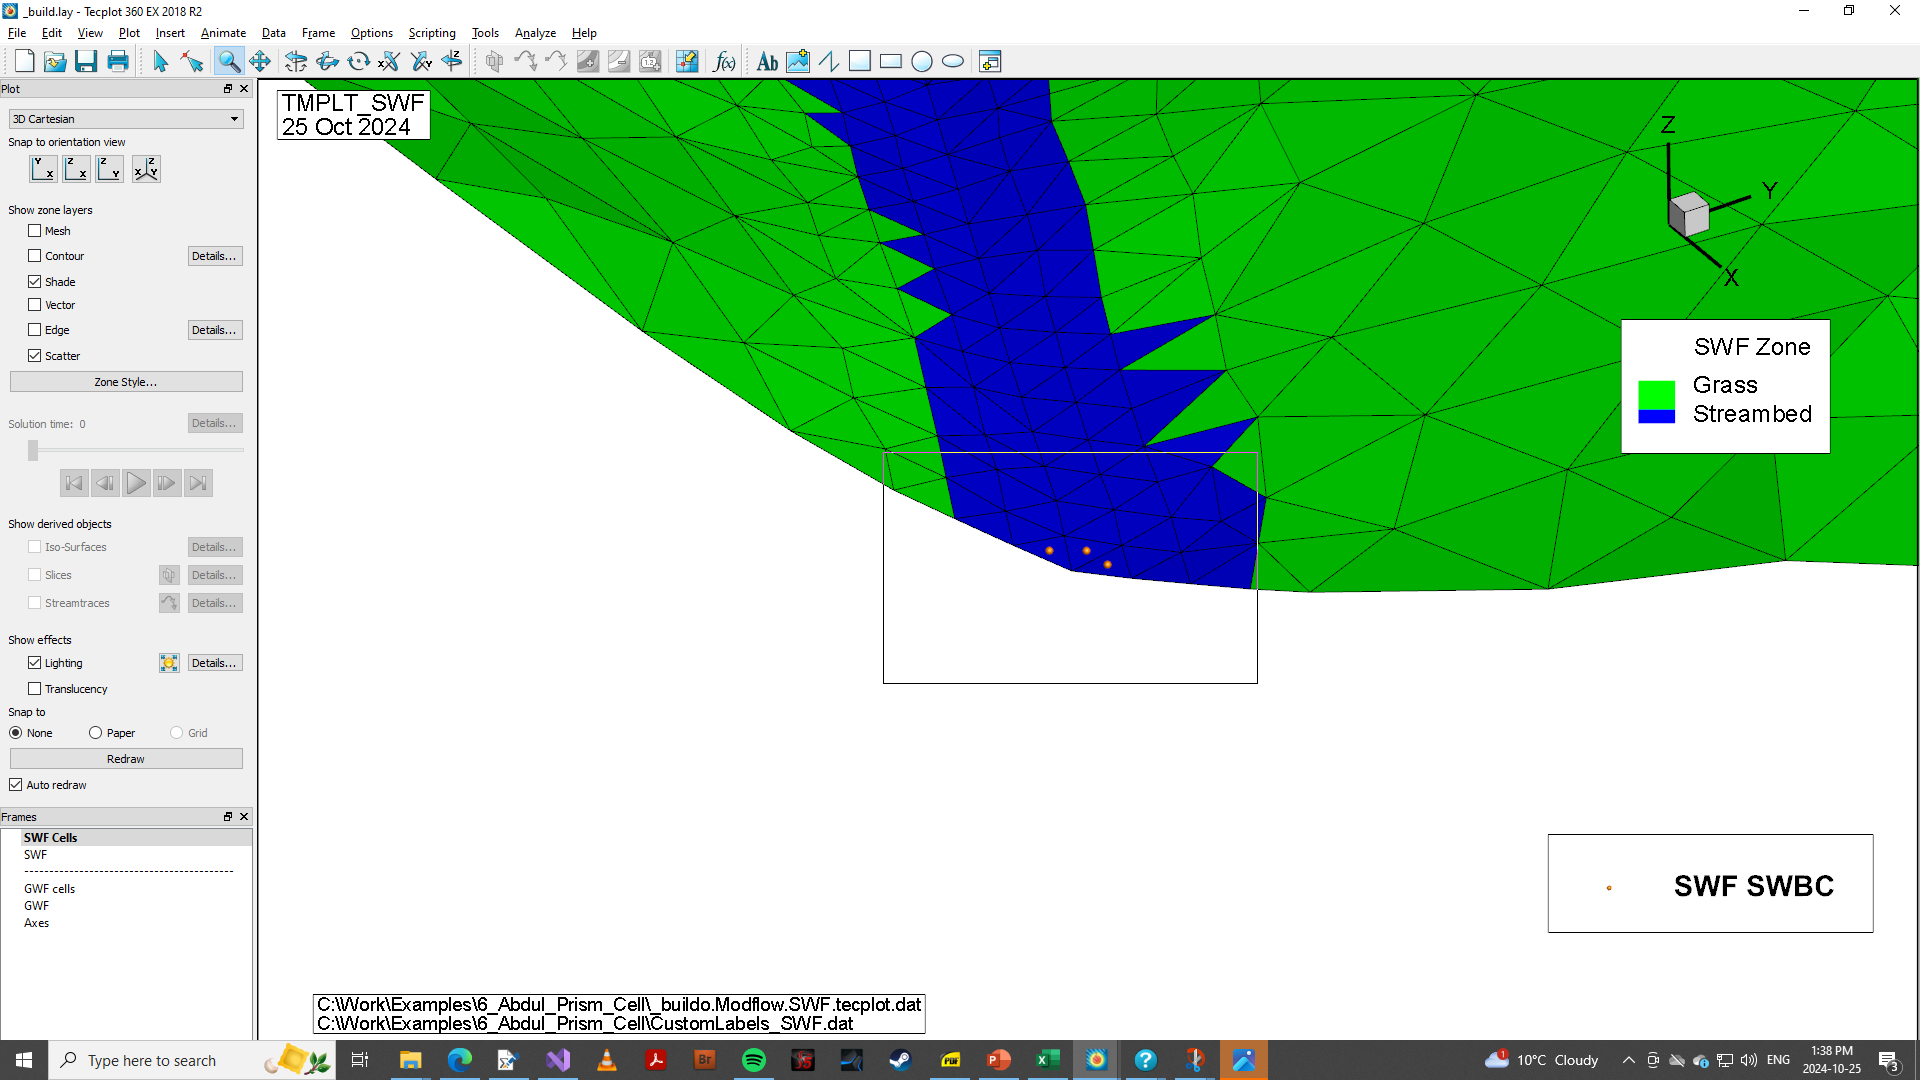 _build.lay - Tecplot 360 EX 2018 R2
File Edit View Plot Insert Animate Data Frame Options Scripting Tools Analyze Help
Plot
3D Cartesian
Snap to orientation view
Show zone layers
Mesh
Contour Details...
Shade
Vector
Edge Details...
Scatter
Zone Style...
Solution time: 0 Details...
Show derived objects
Iso-Surfaces Details...
Slices Details...
Streamtraces Details...
Show effects
Lighting Details...
Translucency
Snap to
None Paper Grid
Redraw
Auto redraw
Frames
SWF Cells
SWF
GWF cells
GWF
Axes
TMPLT_SWF
25 Oct 2024
Z
Y
X
SWF Zone
Grass
Streambed
SWF SWBC
C:\Work\Examples\6_Abdul_Prism_Cell\_buildo.Modflow.SWF.tecplot.dat
C:\Work\Examples\6_Abdul_Prism_Cell\CustomLabels_SWF.dat
Type here to search
10°C Cloudy
ENG
1:38 PM
2024-10-25